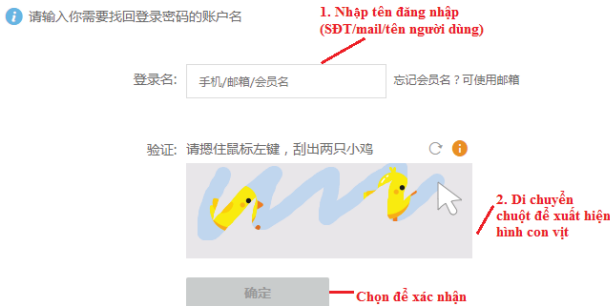 请输入你需要找回登录密码的账户名
1. Nhập tên đăng nhập
(SĐT/mail/tên người dùng)
登录名: 手机/邮箱/会员名 忘记会员名？可使用邮箱
验证: 请摁住鼠标左键，刮出两只小鸡
2. Di chuyển
chuột để xuất hiện
hình con vịt
确定
Chọn để xác nhận